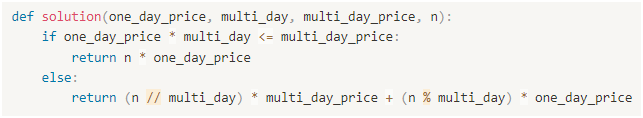 def solution(one_day_price, multi_day, multi_day_price, n):
    if one_day_price * multi_day <= multi_day_price:
        return n * one_day_price
    else:
        return (n // multi_day) * multi_day_price + (n % multi_day) * one_day_price